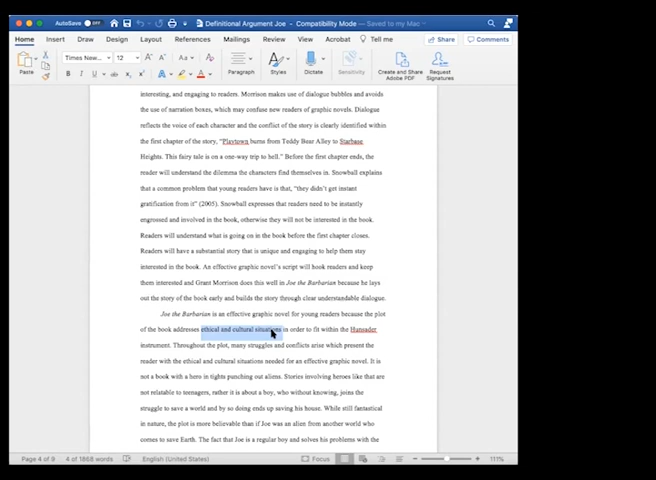 AutoSave OFF Definitional Argument Joe - Compatibility Mode — Saved to my Mac
Home Insert Draw Design Layout References Mailings Review View Acrobat Tell me Share Comments
Times New... 12 Aa
Paste B I U Paragraph Styles Dictate Sensitivity Create and Share Adobe PDF Request Signatures
interesting, and engaging to readers. Morrison makes use of dialogue bubbles and avoids
the use of narration boxes, which may confuse new readers of graphic novels. Dialogue
reflects the voice of each character and the conflict of the story is clearly identified within
the first chapter of the story, “Playtown burns from Teddy Bear Alley to Starbase
Heights. This fairy tale is on a one-way trip to hell.” Before the first chapter ends, the
reader will understand the dilemma the characters find themselves in. Snowball explains
that a common problem that young readers have is that, “they didn’t get instant
gratification from it” (2005). Snowball expresses that readers need to be instantly
engrossed and involved in the book, otherwise they will not be interested in the book.
Readers will understand what is going on in the book before the first chapter closes.
Readers will have a substantial story that is unique and engaging to help them stay
interested in the book. An effective graphic novel’s script will hook readers and keep
them interested and Grant Morrison does this well in Joe the Barbarian because he lays
out the story of the book early and builds the story through clear understandable dialogue.
Joe the Barbarian is an effective graphic novel for young readers because the plot
of the book addresses ethical and cultural situations in order to fit within the Hunsader
instrument. Throughout the plot, many struggles and conflicts arise which present the
reader with the ethical and cultural situations needed for an effective graphic novel. It is
not a book with a hero in tights punching out aliens. Stories involving heroes like that are
not relatable to teenagers, rather it is about a boy, who without knowing, joins the
struggle to save a world and by so doing ends up saving his house. While still fantastical
in nature, the plot is more believable than if Joe was an alien from another world who
comes to save Earth. The fact that Joe is a regular boy and solves his problems with the
Page 4 of 9 4 of 1868 words English (United States) Focus 111%